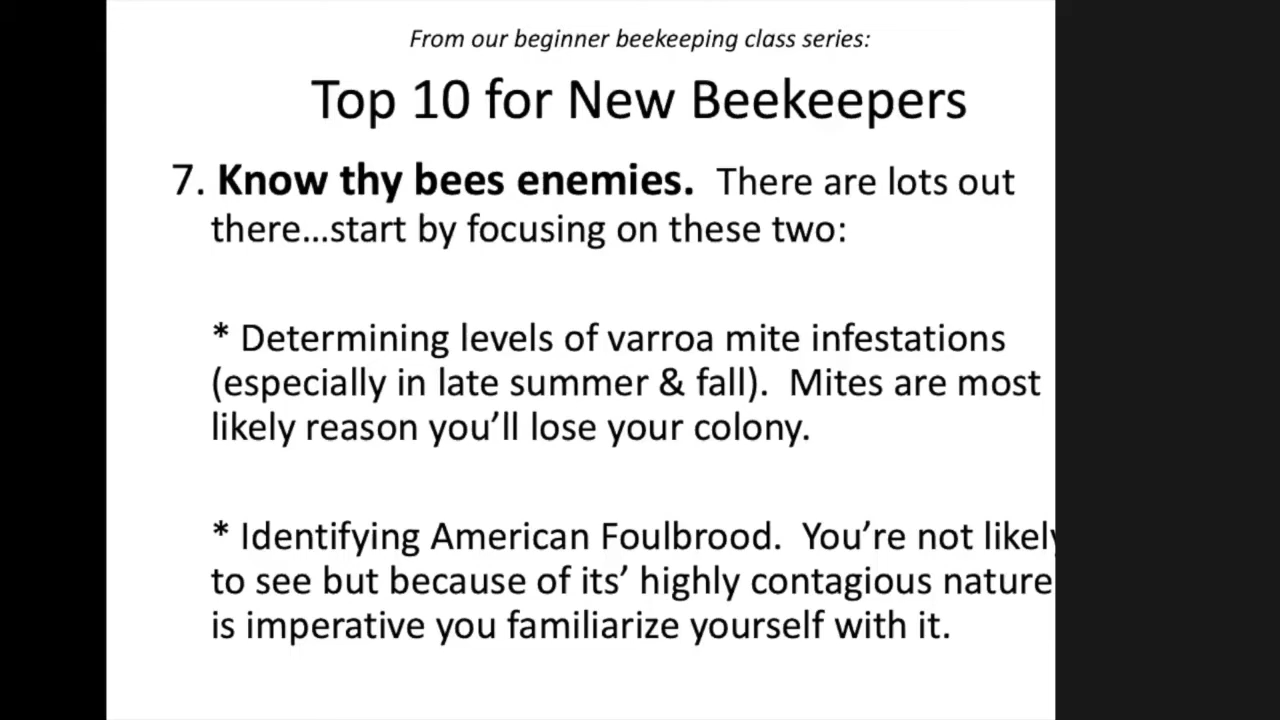 From our beginner beekeeping class series:
Top 10 for New Beekeepers
7. Know thy bees enemies. There are lots out
there...start by focusing on these two:
* Determining levels of varroa mite infestations
(especially in late summer & fall). Mites are most
likely reason you’ll lose your colony.
* Identifying American Foulbrood. You’re not likely
to see but because of its’ highly contagious nature
is imperative you familiarize yourself with it.